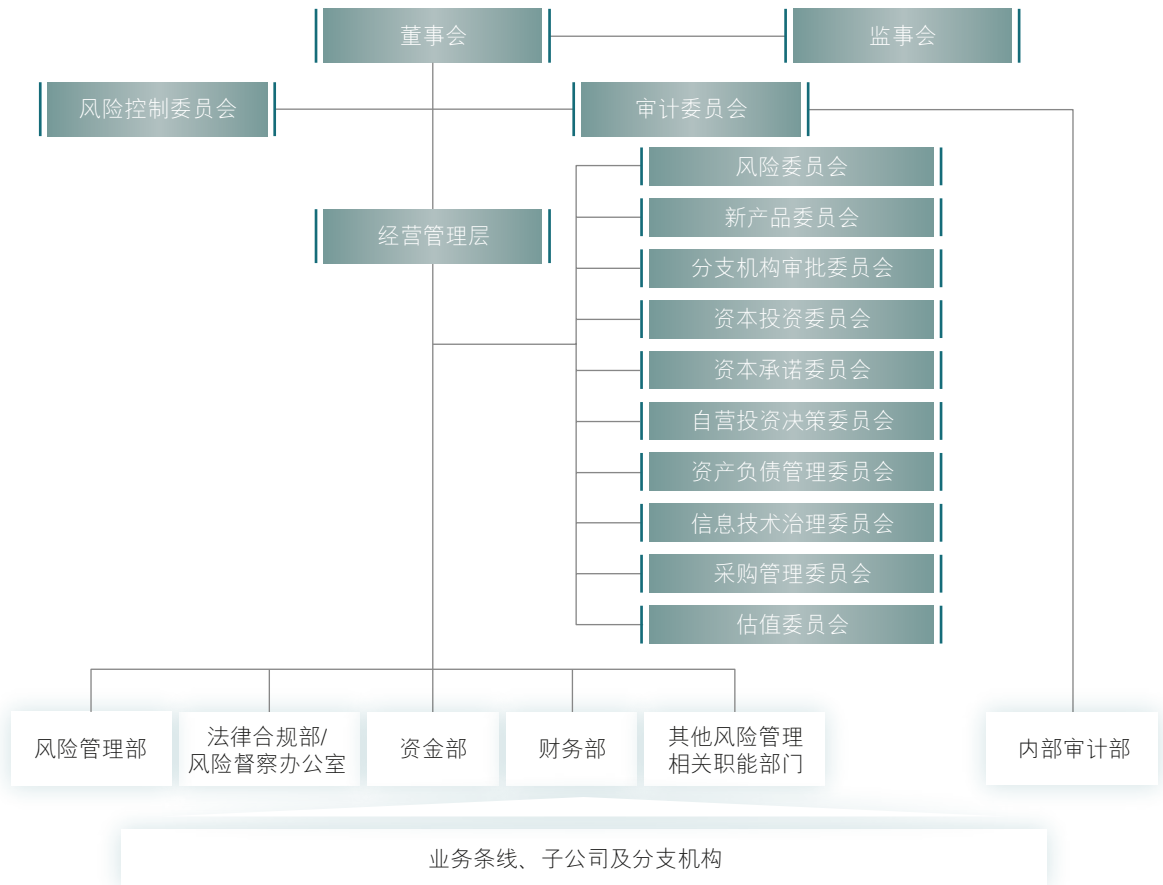 董事会
监事会
风险控制委员会
审计委员会
风险委员会
新产品委员会
经营管理层
分支机构审批委员会
资本投资委员会
资本承诺委员会
自营投资决策委员会
资产负债管理委员会
信息技术治理委员会
采购管理委员会
估值委员会
风险管理部
法律合规部/
风险督察办公室
资金部
财务部
其他风险管理
相关职能部门
内部审计部
业务条线、子公司及分支机构